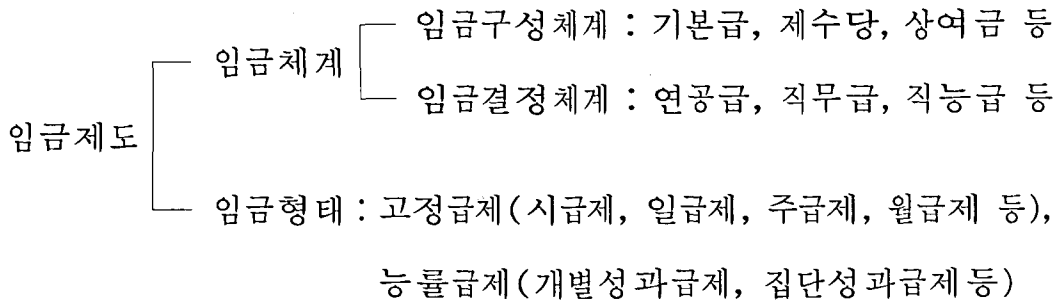 임금구성체계 : 기본급, 제수당, 상여금 등
임금체계
임금결정체계 : 연공급, 직무급, 직능급 등
임금제도
임금형태 : 고정급제(시급제, 일급제, 주급제, 월급제 등),
능률급제(개별성과급제, 집단성과급제등)